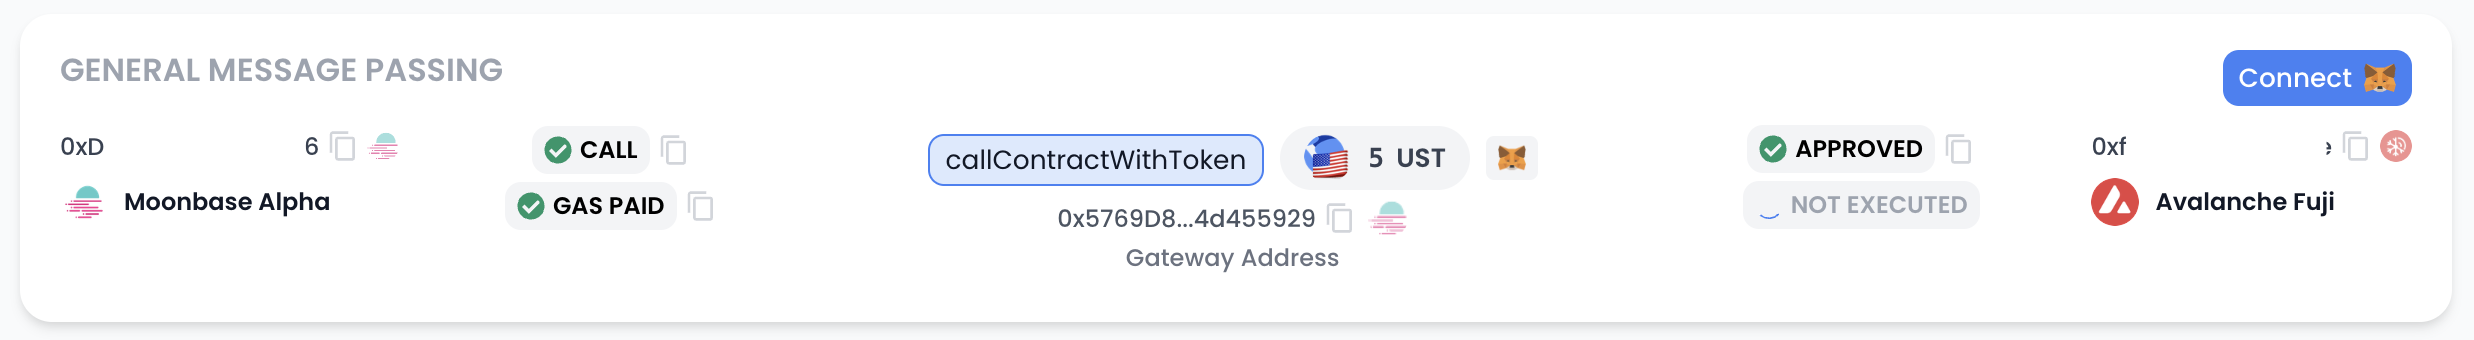 GENERAL MESSAGE PASSING
Connect
0xD 6
CALL
callContractWithToken
5 UST
APPROVED
0xf e
Moonbase Alpha
GAS PAID
0x5769D8...4d455929
NOT EXECUTED
Avalanche Fuji
Gateway Address